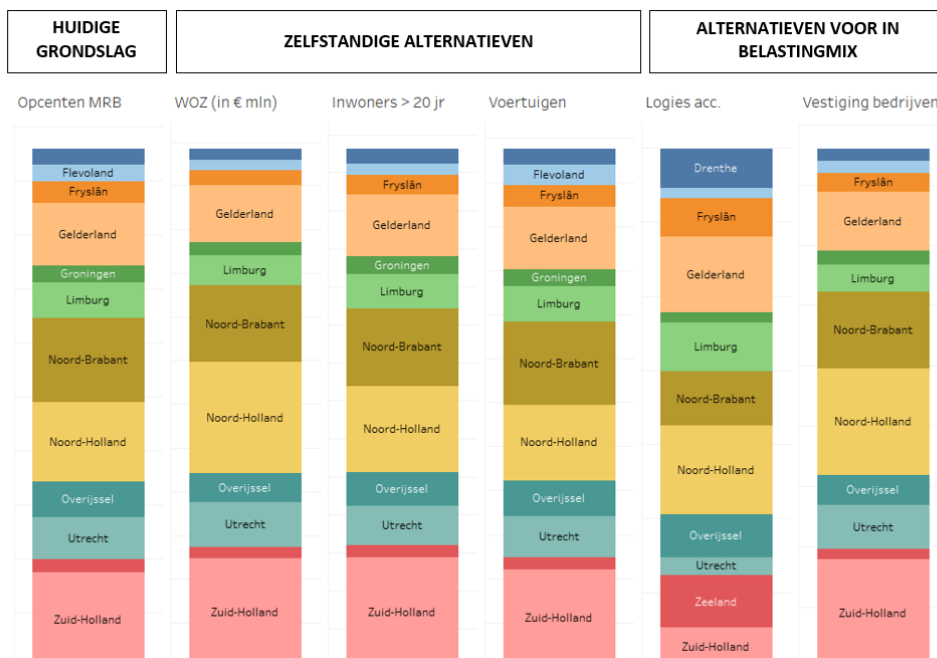 HUIDIGE
GRONDSLAG
ZELFSTANDIGE ALTERNATIEVEN
ALTERNATIEVEN VOOR IN
BELASTINGMIX
Opcenten MRB
WOZ (in € mln)
Inwoners > 20 jr
Voertuigen
Logies acc.
Vestiging bedrijven
Flevoland
Fryslân
Gelderland
Groningen
Limburg
Noord-Brabant
Noord-Holland
Overijssel
Utrecht
Zuid-Holland
Gelderland
Limburg
Noord-Brabant
Noord-Holland
Overijssel
Utrecht
Zuid-Holland
Fryslân
Gelderland
Groningen
Limburg
Noord-Brabant
Noord-Holland
Overijssel
Utrecht
Zuid-Holland
Flevoland
Fryslân
Gelderland
Groningen
Limburg
Noord-Brabant
Noord-Holland
Overijssel
Utrecht
Zuid-Holland
Drenthe
Fryslân
Gelderland
Limburg
Noord-Brabant
Noord-Holland
Overijssel
Utrecht
Zeeland
Zuid-Holland
Fryslân
Gelderland
Limburg
Noord-Brabant
Noord-Holland
Overijssel
Utrecht
Zuid-Holland